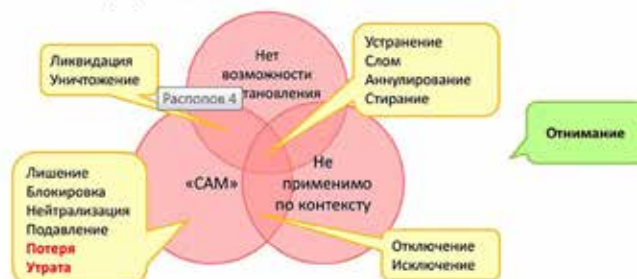 Ликвидация
Уничтожение
Нет
возможности
становления
Распопов 4
Устранение
Слом
Аннулирование
Стирание
Отнимание
Лишение
Блокировка
Нейтрализация
Подавление
Потеря
Утрата
«САМ»
Не
применимо
по контексту
Отключение
Исключение